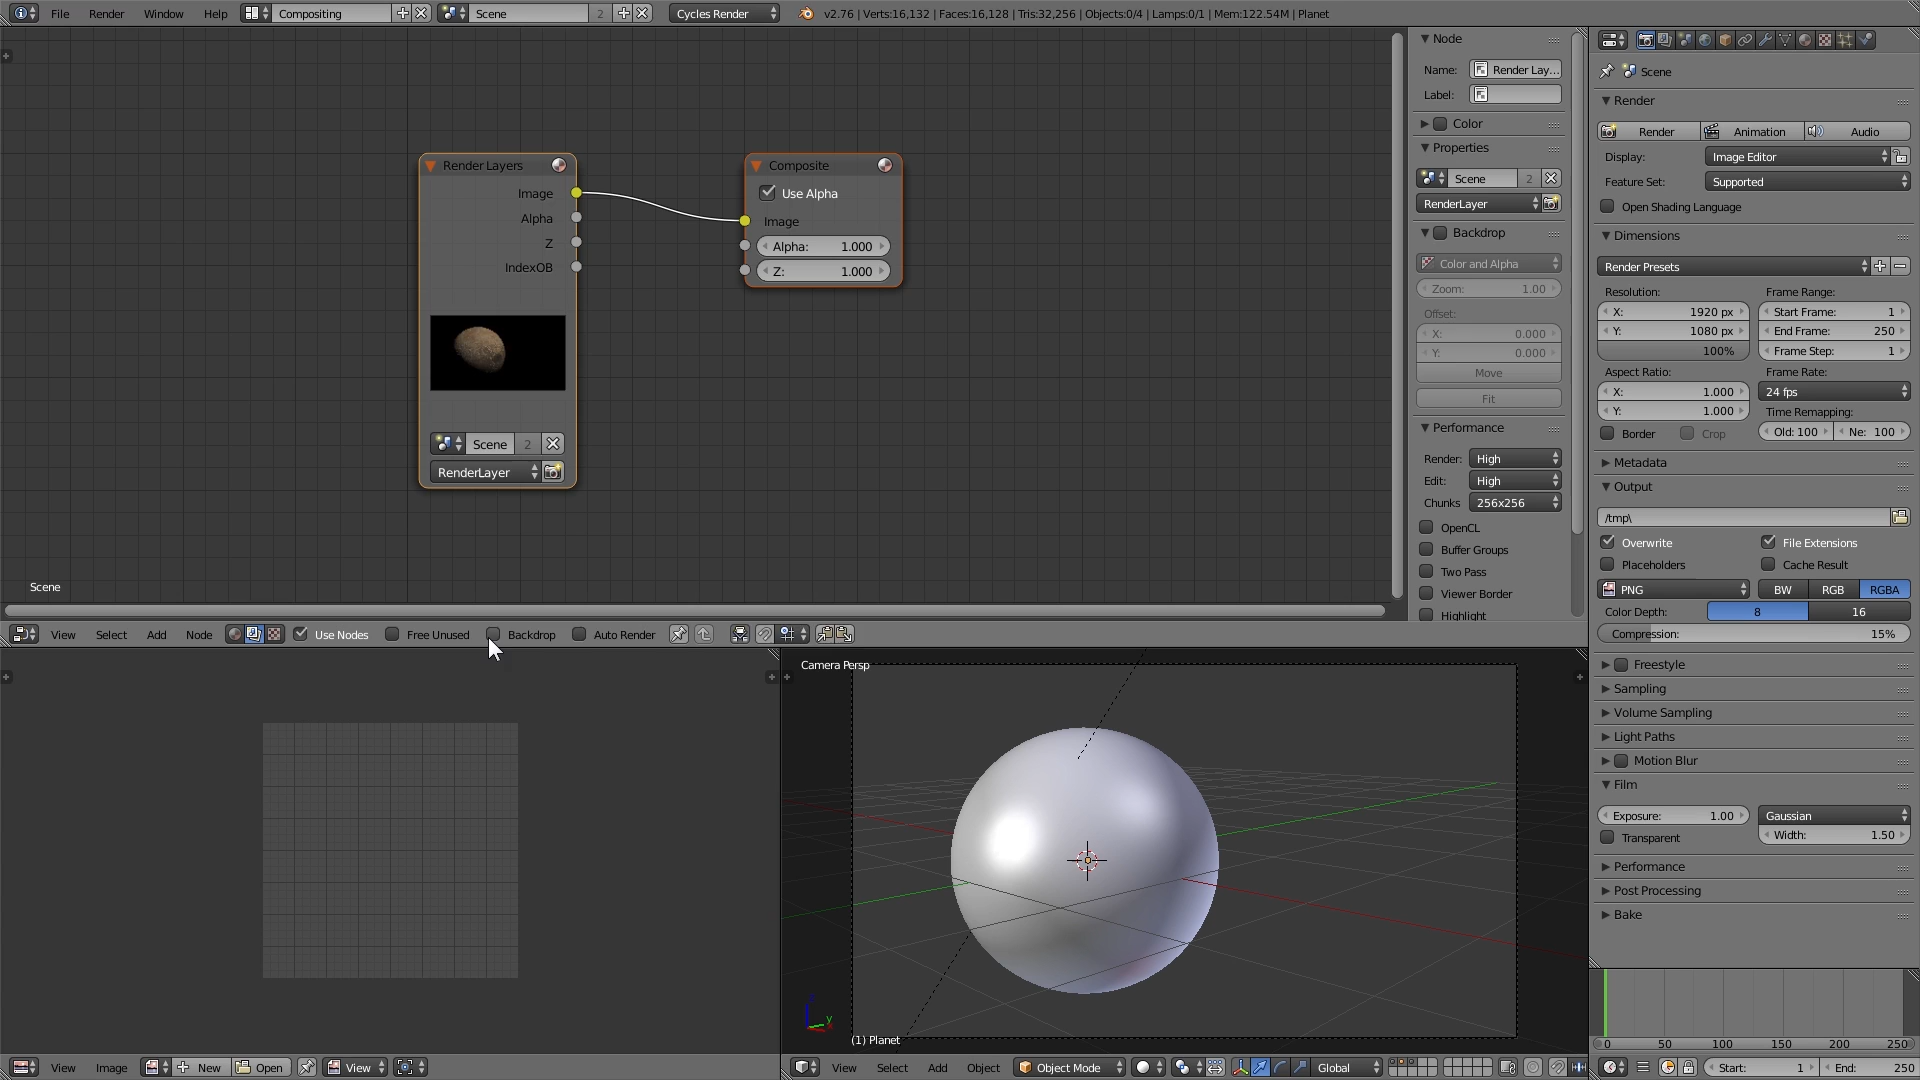 File Render Window Help Compositing Scene 2 Cycles Render v2.76 | Verts:16,132 | Faces:16,128 | Tris:32,256 | Objects:0/4 | Lamps:0/1 | Mem:122.54M | Planet
Render Layers
Image
Alpha
Z
IndexOB
Scene 2
RenderLayer
Composite
Use Alpha
Image
Alpha: 1.000
Z: 1.000
Scene
Node
Name: Render Lay...
Label:
Color
Properties
Scene 2
RenderLayer
Backdrop
Color and Alpha
Zoom: 1.00
Offset:
X: 0.000
Y: 0.000
Move
Fit
Performance
Render: High
Edit: High
Chunks 256x256
OpenCL
Buffer Groups
Two Pass
Viewer Border
Highlight
View Select Add Node Use Nodes Free Unused Backdrop Auto Render
Scene
Render
Render Animation Audio
Display: Image Editor
Feature Set: Supported
Open Shading Language
Dimensions
Render Presets
Resolution: Frame Range:
X: 1920 px Start Frame: 1
Y: 1080 px End Frame: 250
100% Frame Step: 1
Aspect Ratio: Frame Rate:
X: 1.000 24 fps
Y: 1.000 Time Remapping:
Border Crop Old: 100 Ne: 100
Metadata
Output
/tmp\
Overwrite File Extensions
Placeholders Cache Result
PNG BW RGB RGBA
Color Depth: 8 16
Compression: 15%
Freestyle
Sampling
Volume Sampling
Light Paths
Motion Blur
Film
Exposure: 1.00 Gaussian
Transparent Width: 1.50
Performance
Post Processing
Bake
Camera Persp
y
(1) Planet
View Image New Open View
View Select Add Object Object Mode Global
0 50 100 150 200 250
Start: 1 End: 250